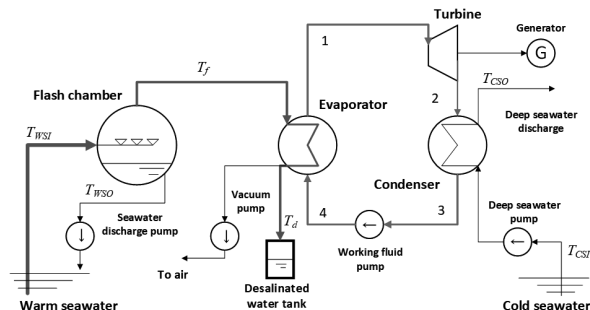 Turbine
Generator
G
1
T_f
T_CSO
Flash chamber
Evaporator
2
Deep seawater
discharge
T_WSI
Condenser
T_WSO
Vacuum
pump
4
3
Deep seawater
pump
Seawater
discharge pump
T_d
T_CSI
Working fluid
pump
To air
Desalinated
water tank
Warm seawater
Cold seawater